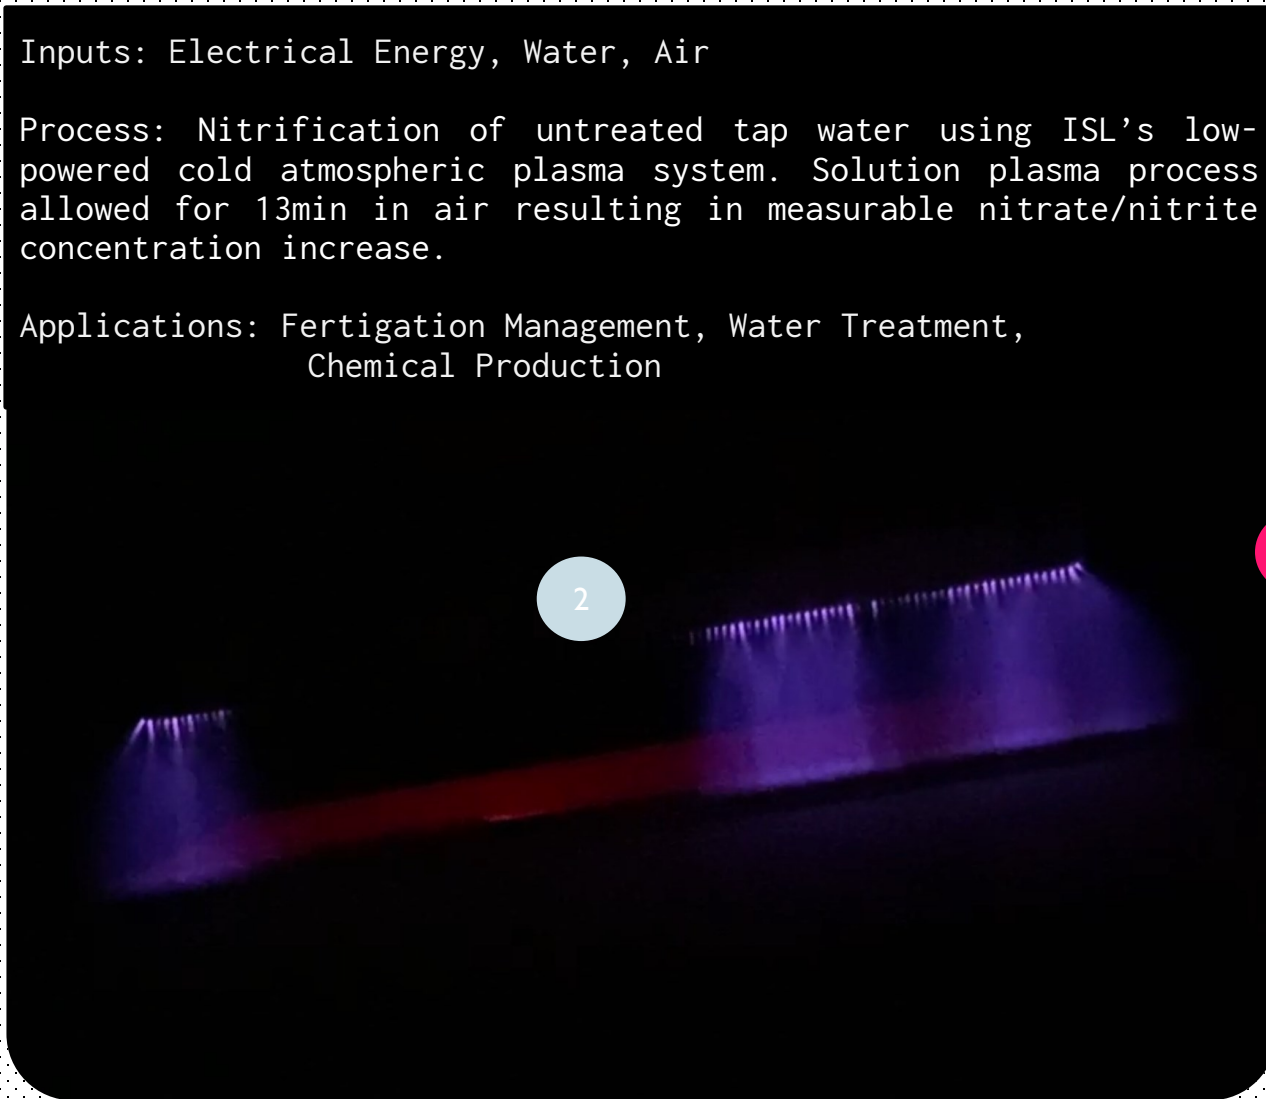 Inputs: Electrical Energy, Water, Air
Process: Nitrification of untreated tap water using ISL’s low-
powered cold atmospheric plasma system. Solution plasma process
allowed for 13min in air resulting in measurable nitrate/nitrite
concentration increase.
Applications: Fertigation Management, Water Treatment,
Chemical Production
2